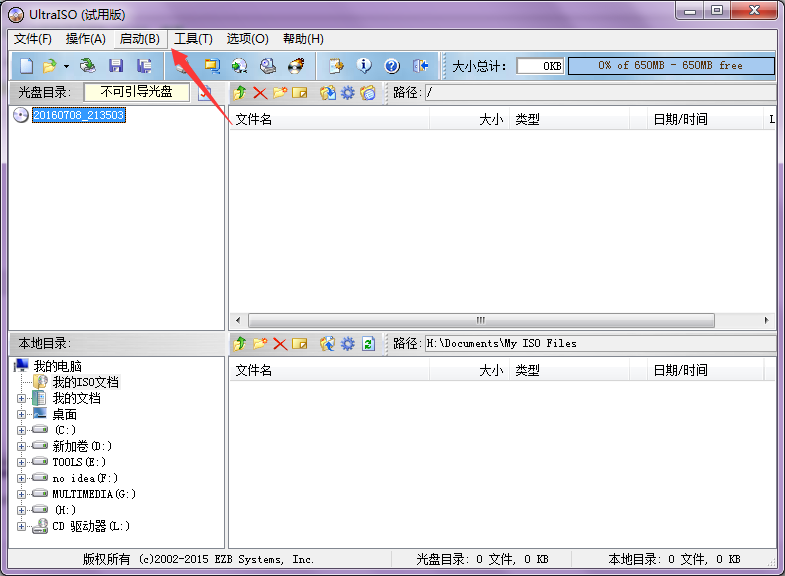 UltraISO (试用版)
文件(F) 操作(A) 启动(B) 工具(T) 选项(O) 帮助(H)
大小总计: 0KB 0% of 650MB - 650MB free
光盘目录: 不可引导光盘 路径: /
20160708_213503
文件名 大小 类型 日期/时间 L
本地目录: 路径: H:\Documents\My ISO Files
文件名 大小 类型 日期/时间
我的电脑
我的ISO文档
我的文档
桌面
(C:)
新加卷(D:)
TOOLS(E:)
no idea(F:)
MULTIMEDIA(G:)
(H:)
CD 驱动器(L:)
版权所有 (c)2002-2015 EZB Systems, Inc. 光盘目录: 0 文件, 0 KB 本地目录: 0 文件, 0 KB